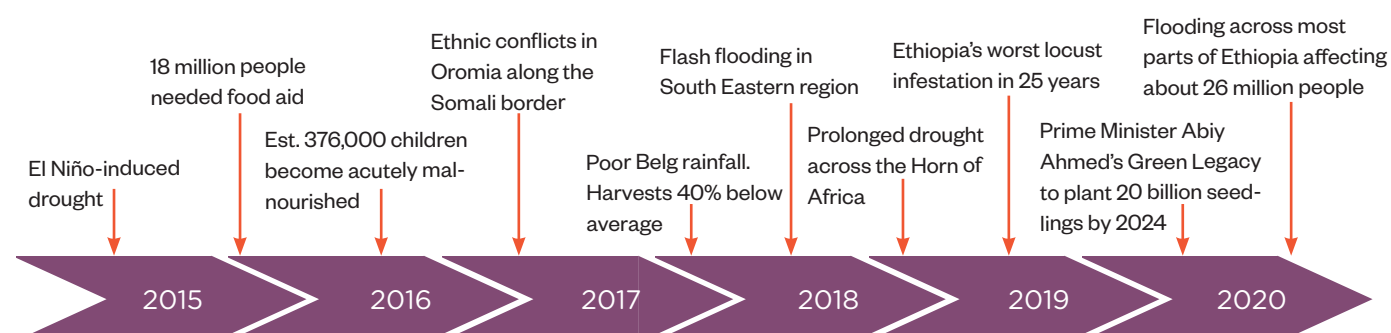 El Niño-induced
drought
18 million people
needed food aid
Est. 376,000 children
become acutely mal-
nourished
Ethnic conflicts in
Oromia along the
Somali border
Poor Belg rainfall.
Harvests 40% below
average
Flash flooding in
South Eastern region
Prolonged drought
across the Horn of
Africa
Ethiopia’s worst locust
infestation in 25 years
Prime Minister Abiy
Ahmed’s Green Legacy
to plant 20 billion seed-
lings by 2024
Flooding across most
parts of Ethiopia affecting
about 26 million people
2015
2016
2017
2018
2019
2020